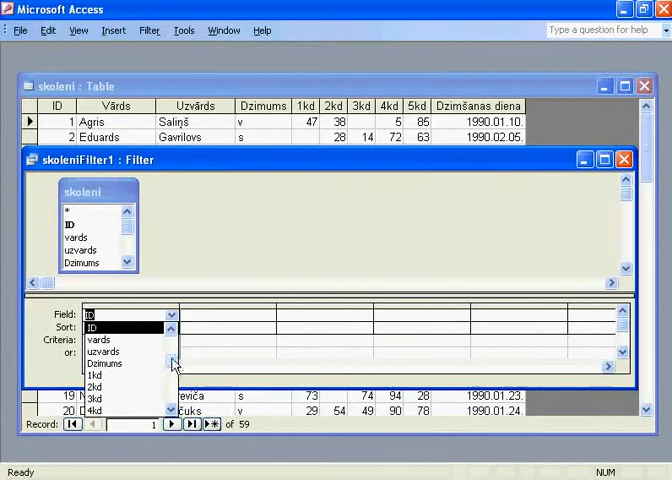 Microsoft Access
File Edit View Insert Filter Tools Window Help Type a question for help
skoleni : Table
ID Vārds Uzvārds Dzimums 1kd 2kd 3kd 4kd 5kd Dzimšanas diena
1 Agris Saliņš v 47 38 5 85 1990.01.10.
2 Eduards Gavrilovs s 28 14 72 63 1990.02.05.
skoleniFilter1 : Filter
skoleni
*
ID
vards
uzvards
Dzimums
Field: ID
Sort: ID
Criteria: vards
or: uzvards
Dzimums
1kd
2kd
3kd
4kd
19 reviča s 73 74 94 1990.01.23.
20 čuks v 29 54 49 90 78 1990.01.24.
Record: 1 of 59
Ready NUM